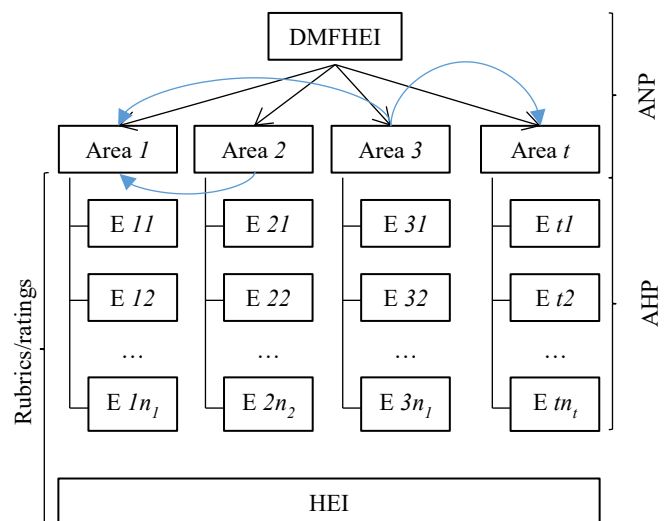 DMFHEI
ANP
Area 1
Area 2
Area 3
Area t
E 11
E 21
E 31
E t1
E 12
E 22
E 32
E t2
AHP
Rubrics/ratings
...
...
...
...
E 1n₁
E 2n₂
E 3n₁
E tnₜ
HEI